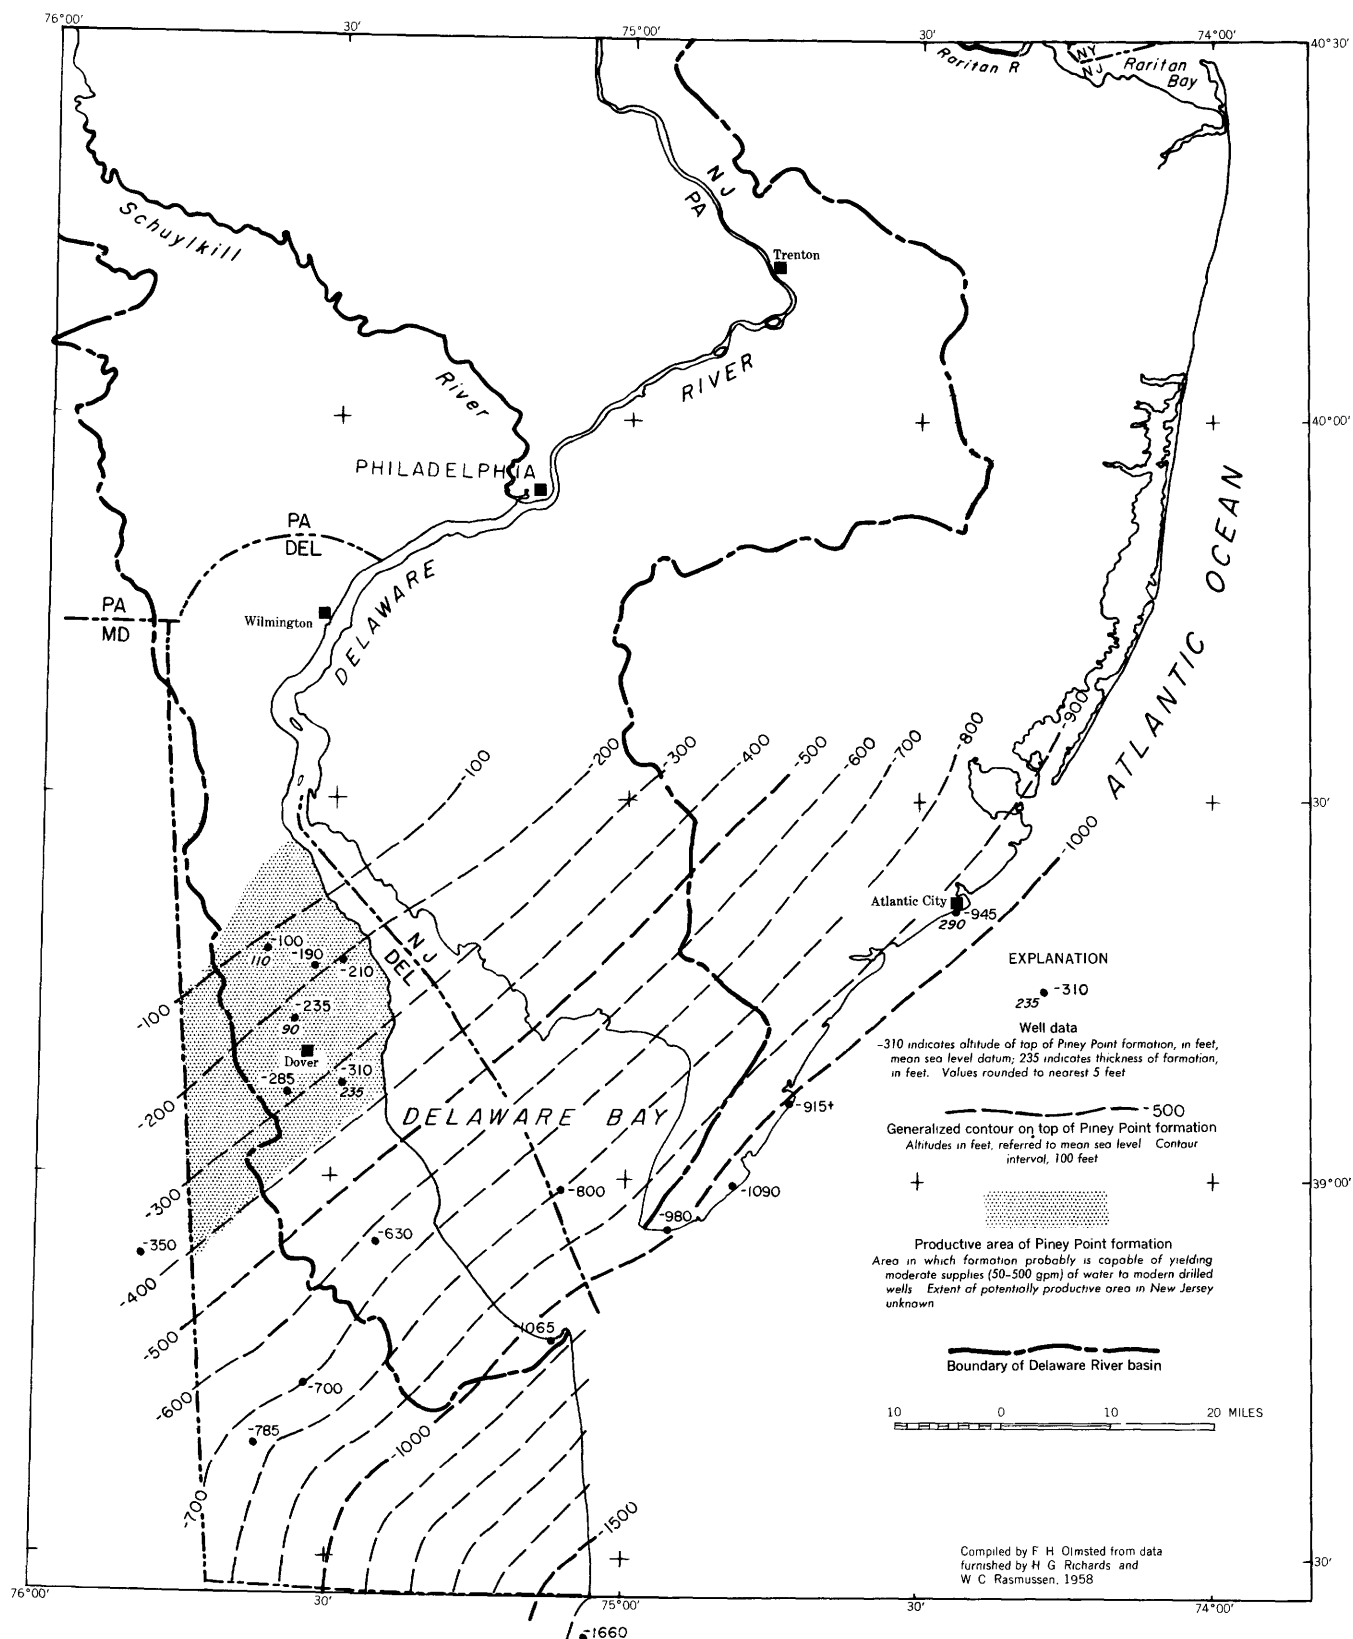 76°00'
30'
75°00'
30'
74°00'
40°30'
Raritan R
NY
NJ
Raritan
Bay
NJ
PA
Schuylkill
Trenton
River
RIVER
40°00'
PHILADELPHIA
OCEAN
PA
DEL
DELAWARE
PA
MD
Wilmington
ATLANTIC
-100
-200
-300
-400
-500
-600
-700
-800
-900
30'
-1000
Atlantic City
-945
290
NJ
DEL
-100
110
-190
-210
-235
90
Dover
-285
-310
235
-100
-200
-300
-400
-500
-600
-700
EXPLANATION
-310
235
Well data
-310 indicates altitude of top of Piney Point formation, in feet,
mean sea level datum; 235 indicates thickness of formation,
in feet. Values rounded to nearest 5 feet
-500
Generalized contour on top of Piney Point formation
Altitudes in feet, referred to mean sea level Contour
interval, 100 feet
DELAWARE BAY
-915+
-800
-1090
-980
39°00'
-630
-350
-1065
-700
-785
-1000
-1500
-1660
Productive area of Piney Point formation
Area in which formation probably is capable of yielding
moderate supplies (50-500 gpm) of water to modern drilled
wells Extent of potentially productive area in New Jersey
unknown
Boundary of Delaware River basin
10 0 10 20 MILES
Compiled by F H Olmsted from data
furnished by H G Richards and
W C Rasmussen, 1958
30'
76°00'
30'
75°00'
30'
74°00'